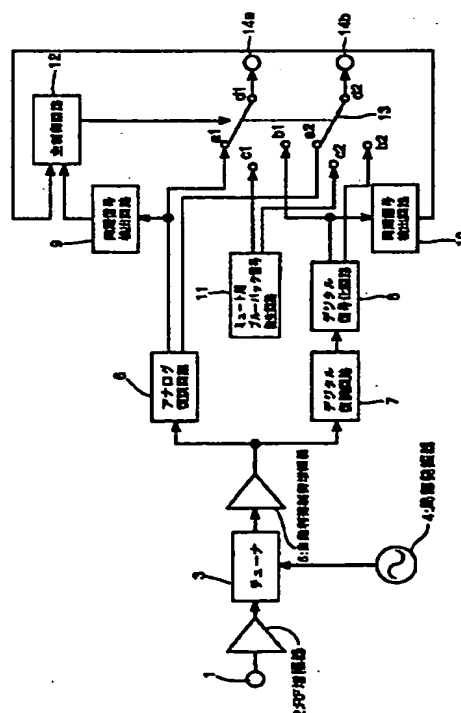 1
2:RF増幅器
3
チューナ
4:局部発振器
5:自動利得制御増幅器
6
アナログ
復調回路
7
デジタル
復調回路
8
デジタル
信号化回路
9
同期信号
検出回路
10
同期信号
検出回路
11
ミュート用
ブルーバック信号
発生回路
12
主制御回路
13
a1
b1
c1
d1
a2
b2
c2
d2
14a
14b